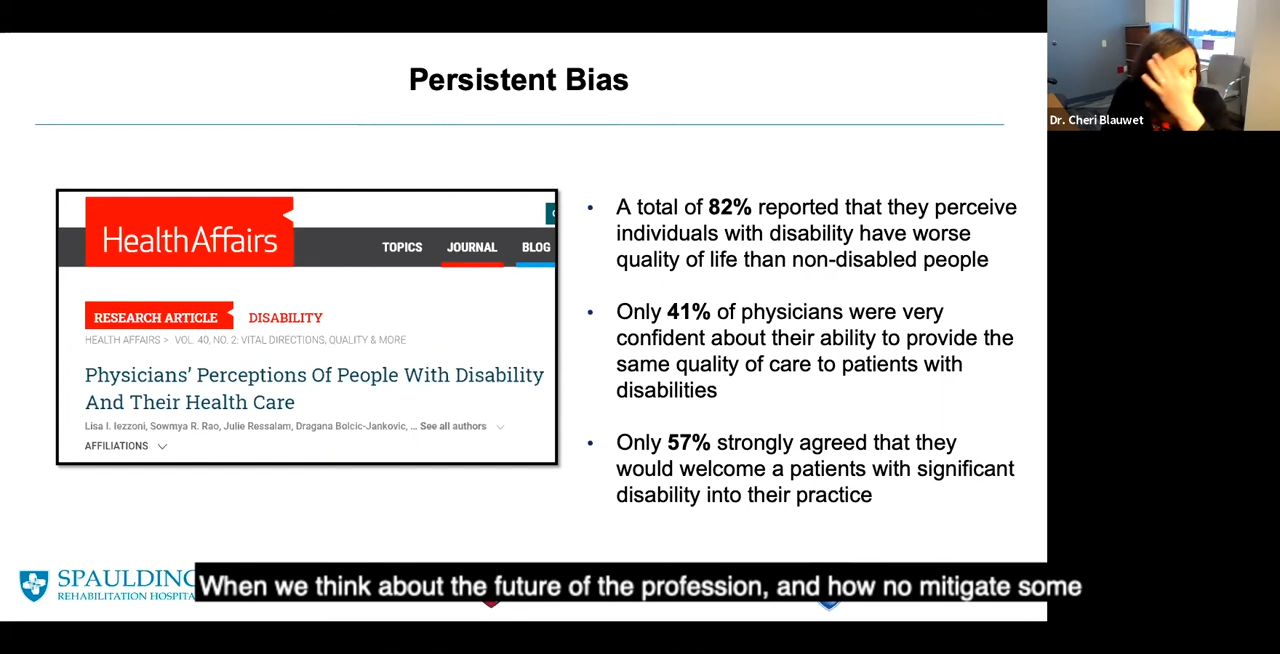 Persistent Bias
Dr. Cheri Blauwet
HealthAffairs
TOPICS JOURNAL BLOG
RESEARCH ARTICLE DISABILITY
HEALTH AFFAIRS > VOL. 40, NO. 2: VITAL DIRECTIONS, QUALITY & MORE
Physicians' Perceptions Of People With Disability
And Their Health Care
Lisa I. Iezzoni, Sowmya R. Rao, Julie Ressalam, Dragana Bolcic-Jankovic, ... See all authors
AFFILIATIONS
• A total of 82% reported that they perceive
individuals with disability have worse
quality of life than non-disabled people
• Only 41% of physicians were very
confident about their ability to provide the
same quality of care to patients with
disabilities
• Only 57% strongly agreed that they
would welcome a patients with significant
disability into their practice
SPAULDING
REHABILITATION HOSPITA
When we think about the future of the profession, and how no mitigate some